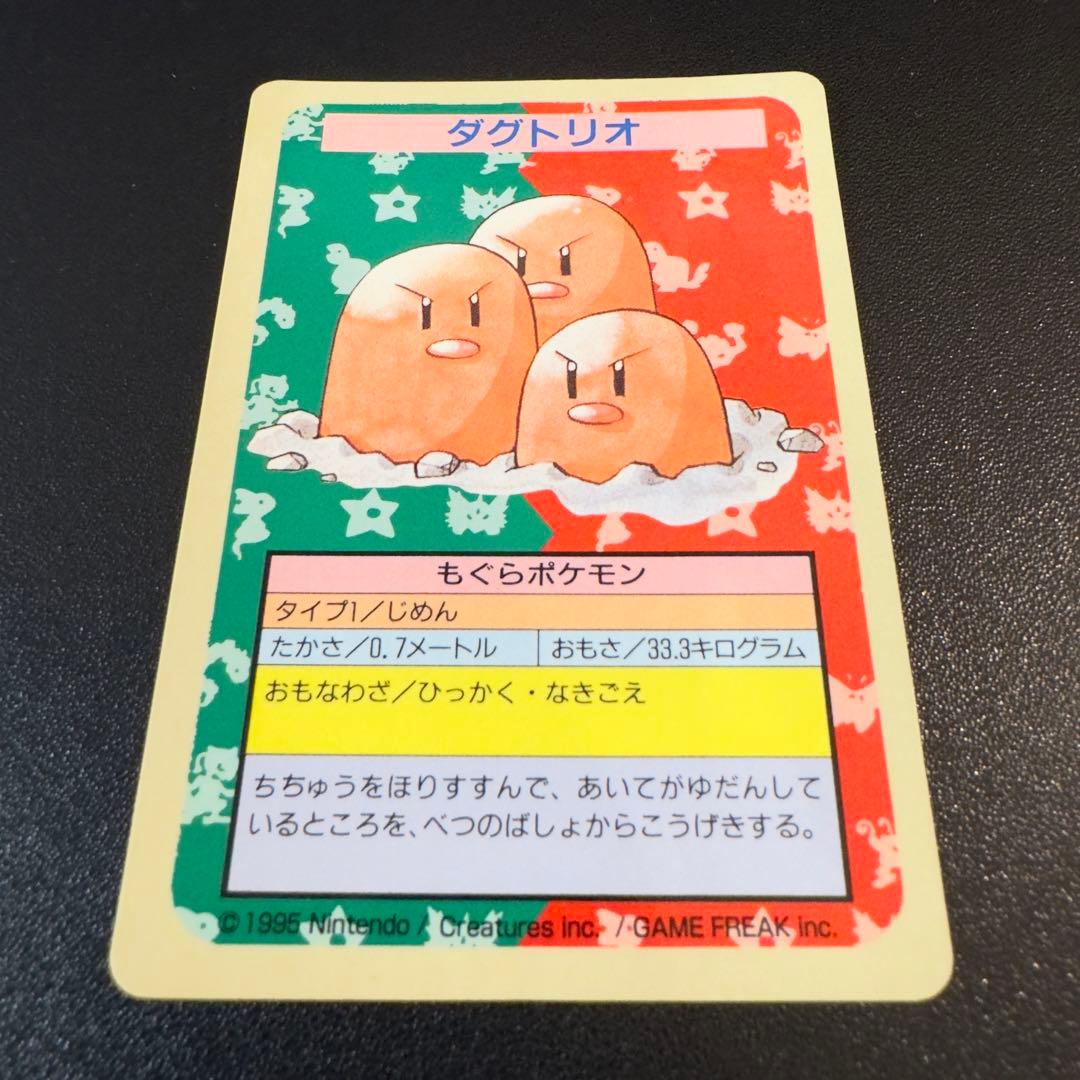 ダグトリオ
もぐらポケモン
タイプ1/じめん
たかさ/0.7メートル
おもさ/33.3キログラム
おもなわざ/ひっかく・なきごえ
ちちゅうをほりすすんで、あいてがゆだんして
いるところを、べつのばしょからこうげきする。
© 1995 Nintendo / Creatures inc. / GAME FREAK inc.